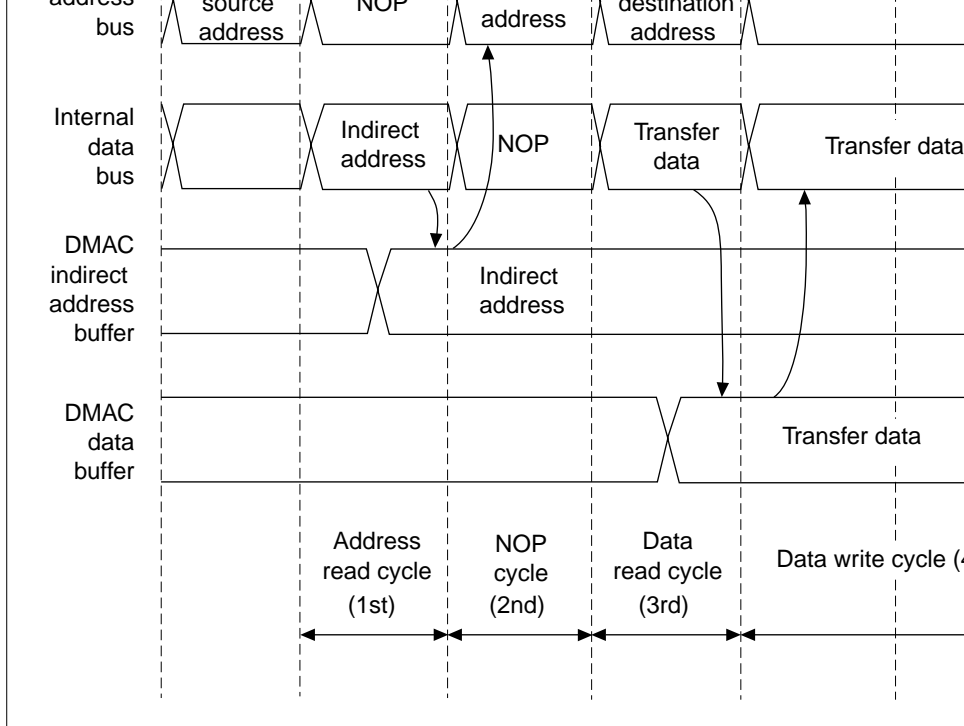 address
bus
source
address
NOP
address
destination
address
Internal
data
bus
Indirect
address
NOP
Transfer
data
Transfer data
DMAC
indirect
address
buffer
Indirect
address
DMAC
data
buffer
Transfer data
Address
read cycle
(1st)
NOP
cycle
(2nd)
Data
read cycle
(3rd)
Data write cycle (4